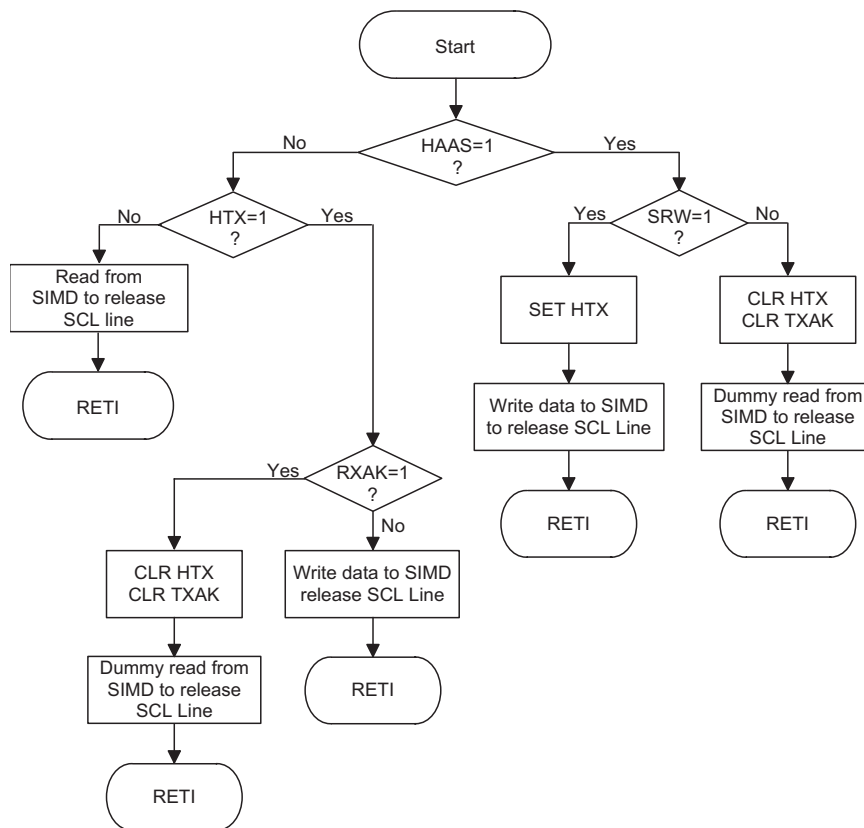 Start
HAAS=1
?
No
Yes
HTX=1
?
No
Yes
SRW=1
?
Yes
No
Read from
SIMD to release
SCL line
RETI
SET HTX
CLR HTX
CLR TXAK
Write data to SIMD
to release SCL Line
Dummy read from
SIMD to release
SCL Line
RETI
RETI
RXAK=1
?
Yes
No
CLR HTX
CLR TXAK
Write data to SIMD
release SCL Line
Dummy read from
SIMD to release
SCL Line
RETI
RETI